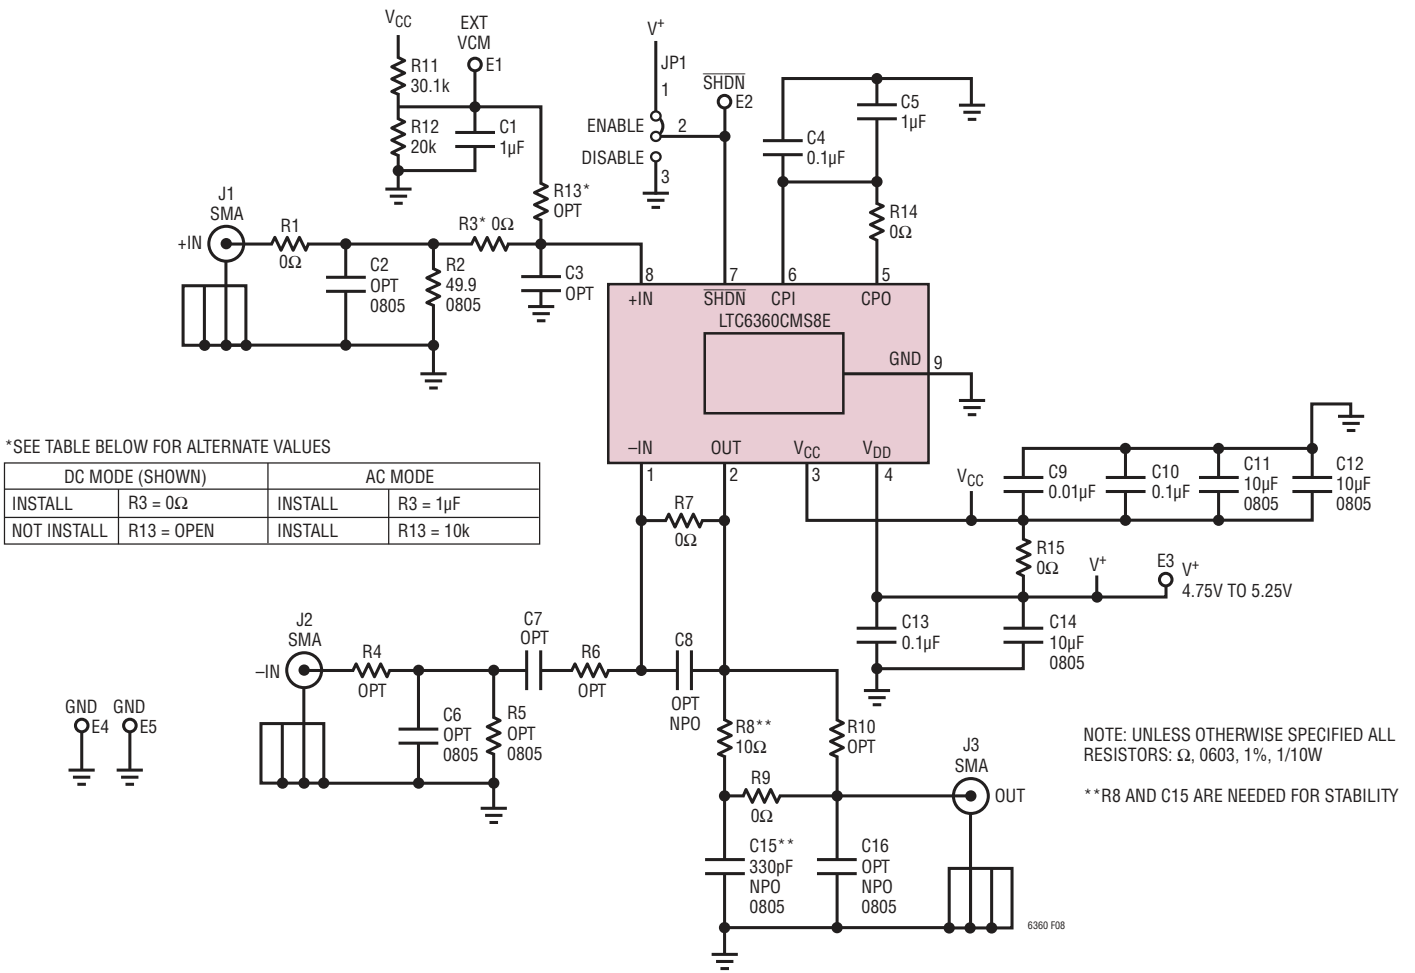 VCC
EXT
VCM
E1
R11
30.1k
R12
20k
C1
1µF
V+
JP1
1
ENABLE
2
DISABLE
3
SHDN
E2
C4
0.1µF
C5
1µF
R14
0Ω
J1
SMA
+IN
R1
0Ω
C2
OPT
0805
R2
49.9
0805
R3* 0Ω
R13*
OPT
C3
OPT
8
7
6
5
+IN
SHDN
CPI
CPO
LTC6360CMS8E
GND
9
–IN
OUT
VCC
VDD
1
2
3
4
*SEE TABLE BELOW FOR ALTERNATE VALUES
DC MODE (SHOWN) AC MODE
INSTALL R3 = 0Ω INSTALL R3 = 1µF
NOT INSTALL R13 = OPEN INSTALL R13 = 10k
VCC
C9
0.01µF
C10
0.1µF
C11
10µF
0805
C12
10µF
0805
R15
0Ω
V+
E3
V+
4.75V TO 5.25V
C13
0.1µF
C14
10µF
0805
R7
0Ω
J2
SMA
–IN
R4
OPT
C6
OPT
0805
R5
OPT
0805
C7
OPT
R6
OPT
C8
OPT
NPO
GND
E4
GND
E5
R8**
10Ω
R10
OPT
R9
0Ω
J3
SMA
OUT
C15**
330pF
NPO
0805
C16
OPT
NPO
0805
NOTE: UNLESS OTHERWISE SPECIFIED ALL
RESISTORS: Ω, 0603, 1%, 1/10W
**R8 AND C15 ARE NEEDED FOR STABILITY
6360 F08